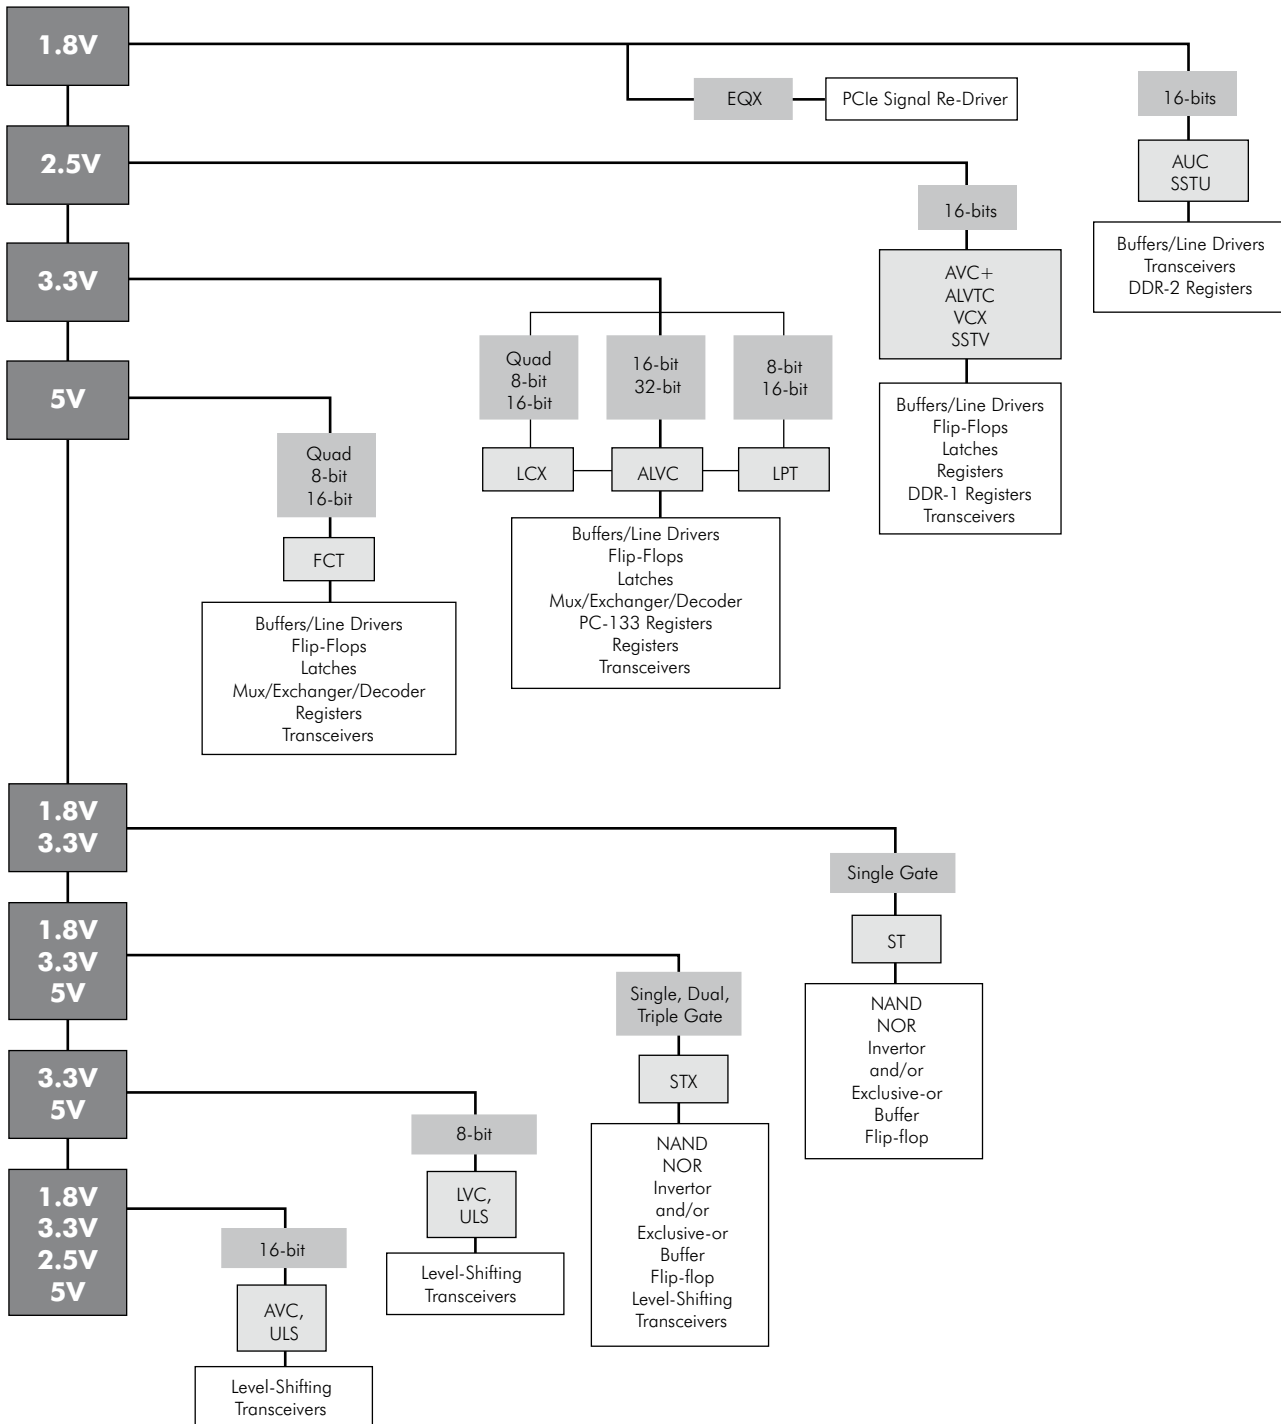 1.8V
EQX
PCIe Signal Re-Driver
16-bits
AUC
SSTU
Buffers/Line Drivers
Transceivers
DDR-2 Registers
2.5V
16-bits
AVC+
ALVTC
VCX
SSTV
Buffers/Line Drivers
Flip-Flops
Latches
Registers
DDR-1 Registers
Transceivers
3.3V
Quad
8-bit
16-bit
16-bit
32-bit
8-bit
16-bit
LCX
ALVC
LPT
Buffers/Line Drivers
Flip-Flops
Latches
Mux/Exchanger/Decoder
PC-133 Registers
Registers
Transceivers
5V
Quad
8-bit
16-bit
FCT
Buffers/Line Drivers
Flip-Flops
Latches
Mux/Exchanger/Decoder
Registers
Transceivers
1.8V
3.3V
Single Gate
ST
NAND
NOR
Invertor
and/or
Exclusive-or
Buffer
Flip-flop
1.8V
3.3V
5V
Single, Dual,
Triple Gate
STX
NAND
NOR
Invertor
and/or
Exclusive-or
Buffer
Flip-flop
Level-Shifting
Transceivers
3.3V
5V
8-bit
LVC,
ULS
Level-Shifting
Transceivers
1.8V
3.3V
2.5V
5V
16-bit
AVC,
ULS
Level-Shifting
Transceivers